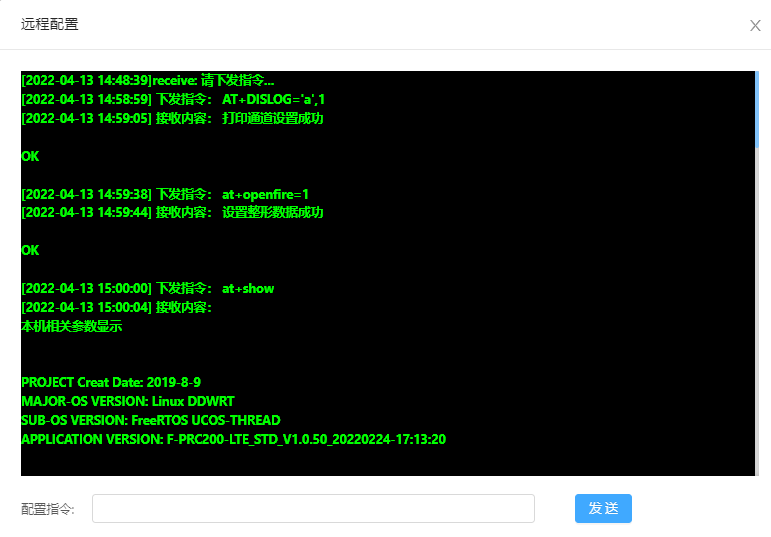 远程配置
[2022-04-13 14:48:39]receive: 请下发指令...
[2022-04-13 14:58:59] 下发指令： AT+DISLOG='a',1
[2022-04-13 14:59:05] 接收内容： 打印通道设置成功
OK
[2022-04-13 14:59:38] 下发指令： at+openfire=1
[2022-04-13 14:59:44] 接收内容： 设置整形数据成功
OK
[2022-04-13 15:00:00] 下发指令： at+show
[2022-04-13 15:00:04] 接收内容：
本机相关参数显示
PROJECT Creat Date: 2019-8-9
MAJOR-OS VERSION: Linux DDWRT
SUB-OS VERSION: FreeRTOS UCOS-THREAD
APPLICATION VERSION: F-PRC200-LTE_STD_V1.0.50_20220224-17:13:20
配置指令:
发送